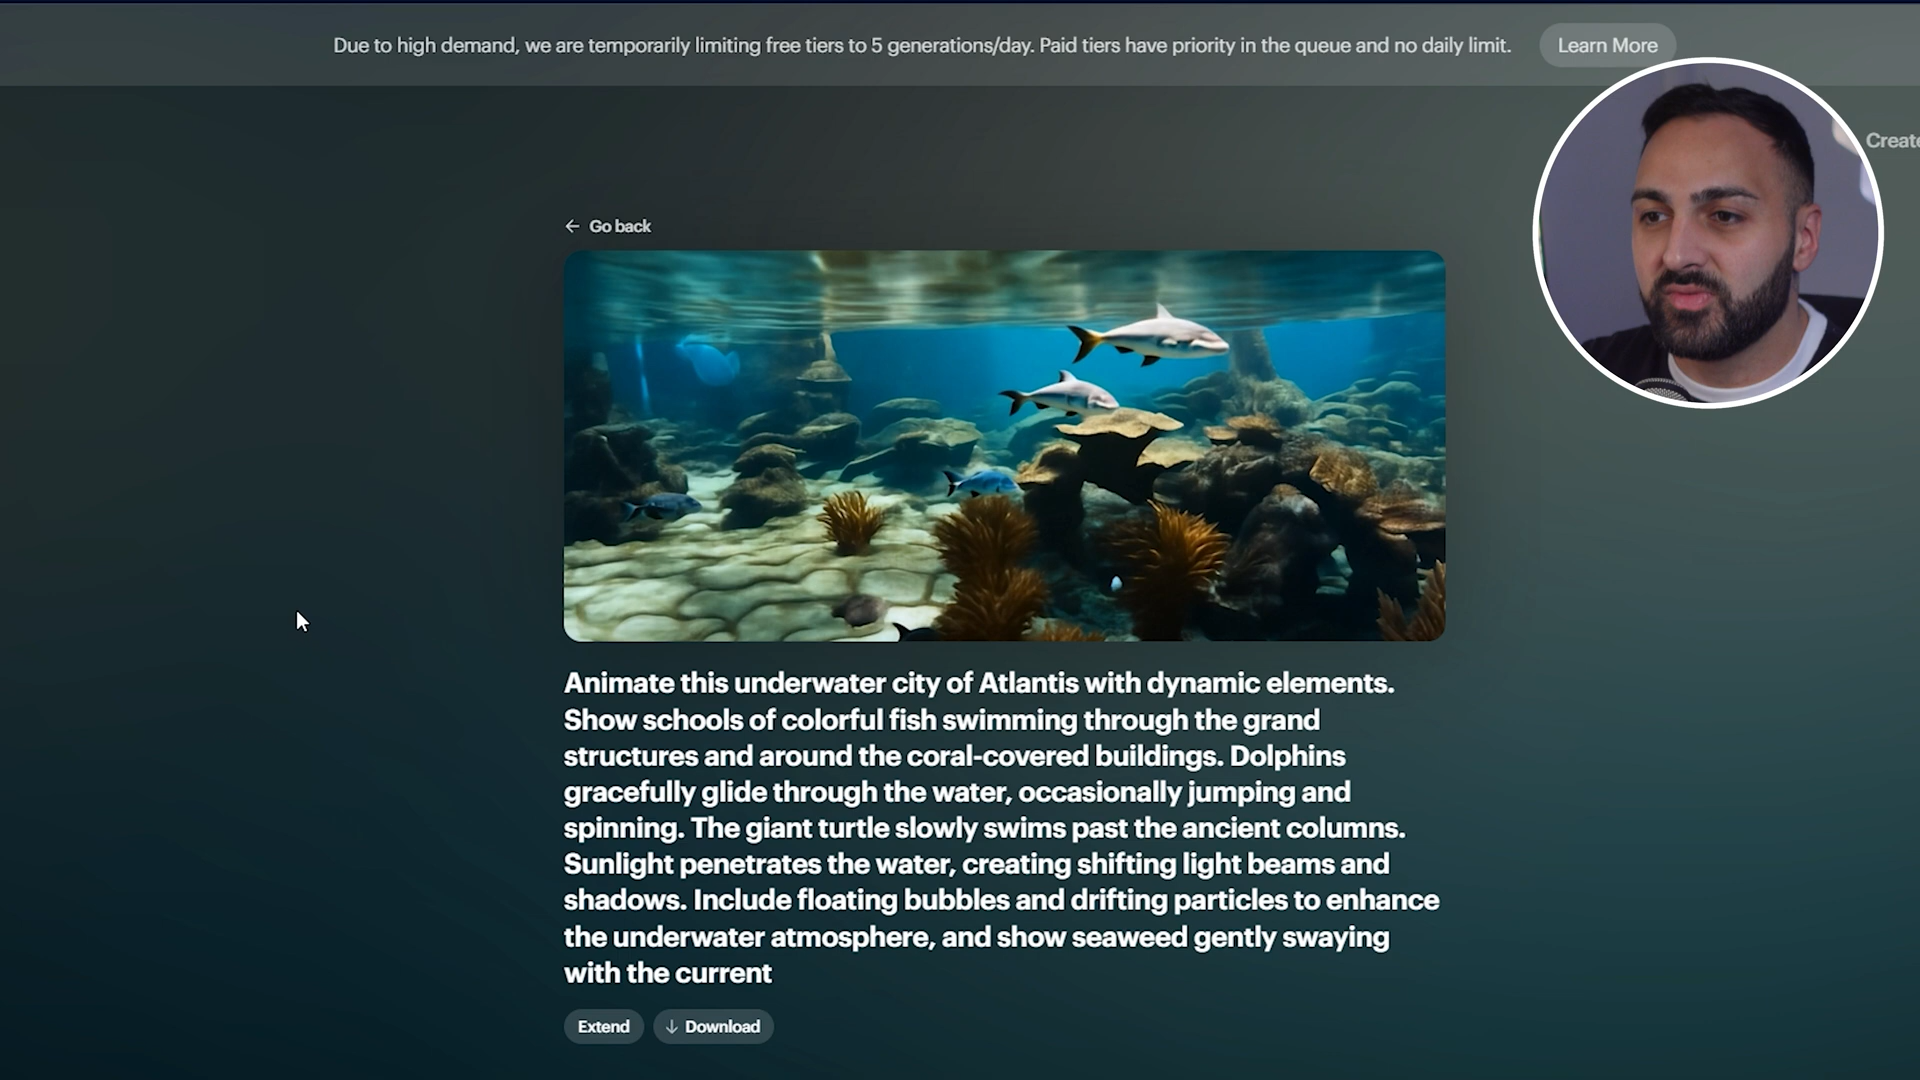 Due to high demand, we are temporarily limiting free tiers to 5 generations/day. Paid tiers have priority in the queue and no daily limit.
Learn More
Create
← Go back
Animate this underwater city of Atlantis with dynamic elements.
Show schools of colorful fish swimming through the grand
structures and around the coral-covered buildings. Dolphins
gracefully glide through the water, occasionally jumping and
spinning. The giant turtle slowly swims past the ancient columns.
Sunlight penetrates the water, creating shifting light beams and
shadows. Include floating bubbles and drifting particles to enhance
the underwater atmosphere, and show seaweed gently swaying
with the current
Extend
↓ Download